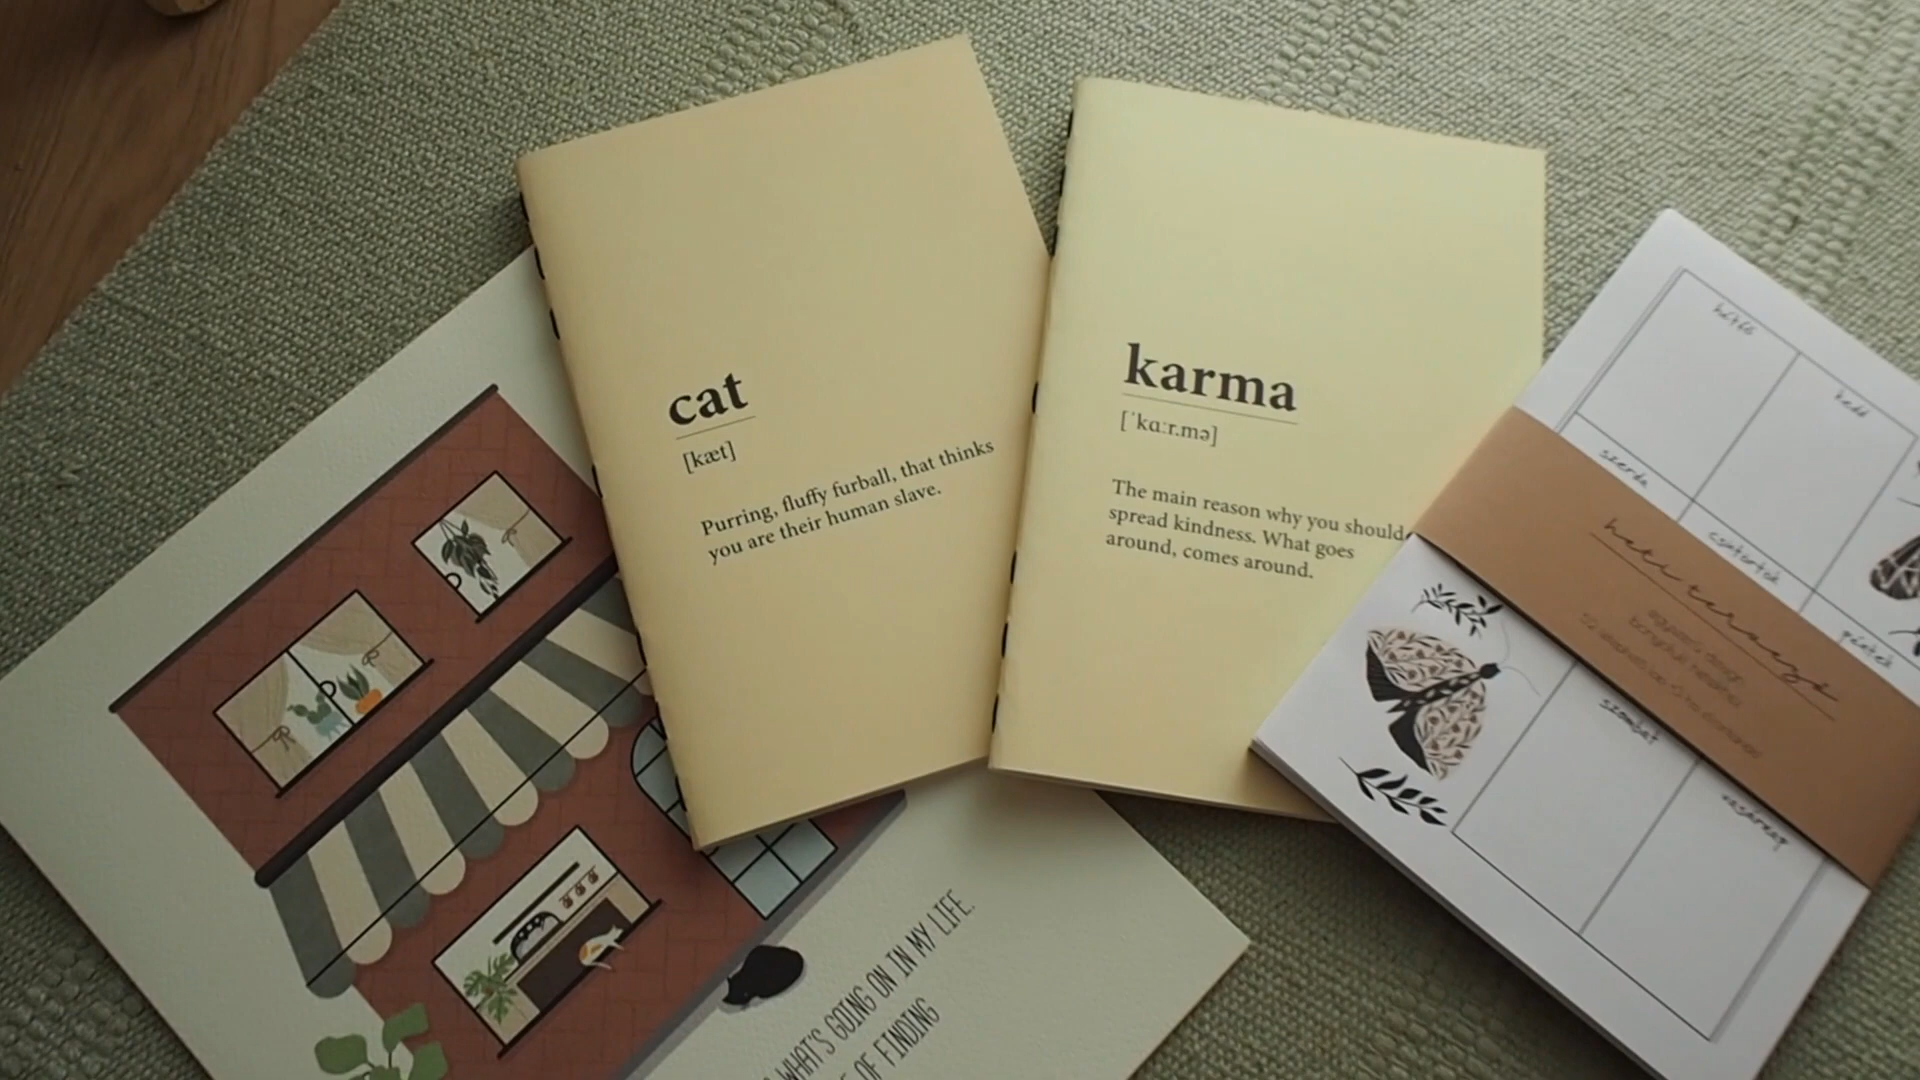 cat
[kæt]
Purring, fluffy furball, that thinks
you are their human slave.
karma
[ˈkɑːr.mə]
The main reason why you should
spread kindness. What goes
around, comes around.
hétfő
kedd
szerda
csütörtök
péntek
szombat
vasárnap
WHAT'S GOING ON IN MY LIFE.
OF FINDING